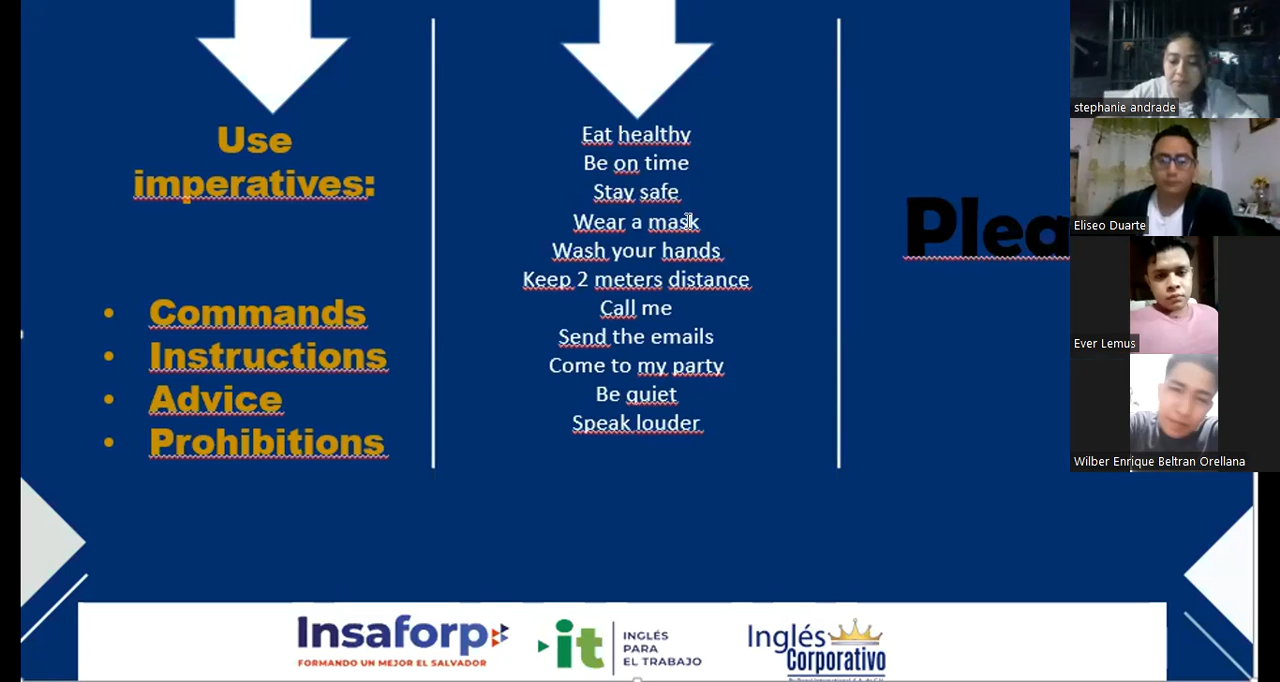 Use
imperatives:
• Commands
• Instructions
• Advice
• Prohibitions
Eat healthy
Be on time
Stay safe
Wear a mask
Wash your hands
Keep 2 meters distance
Call me
Send the emails
Come to my party
Be quiet
Speak louder
Plea
stephanie andrade
Eliseo Duarte
Ever Lemus
Wilber Enrique Beltran Orellana
Insaforp
FORMANDO UN MEJOR EL SALVADOR
it
INGLÉS
PARA
EL TRABAJO
Inglés
Corporativo